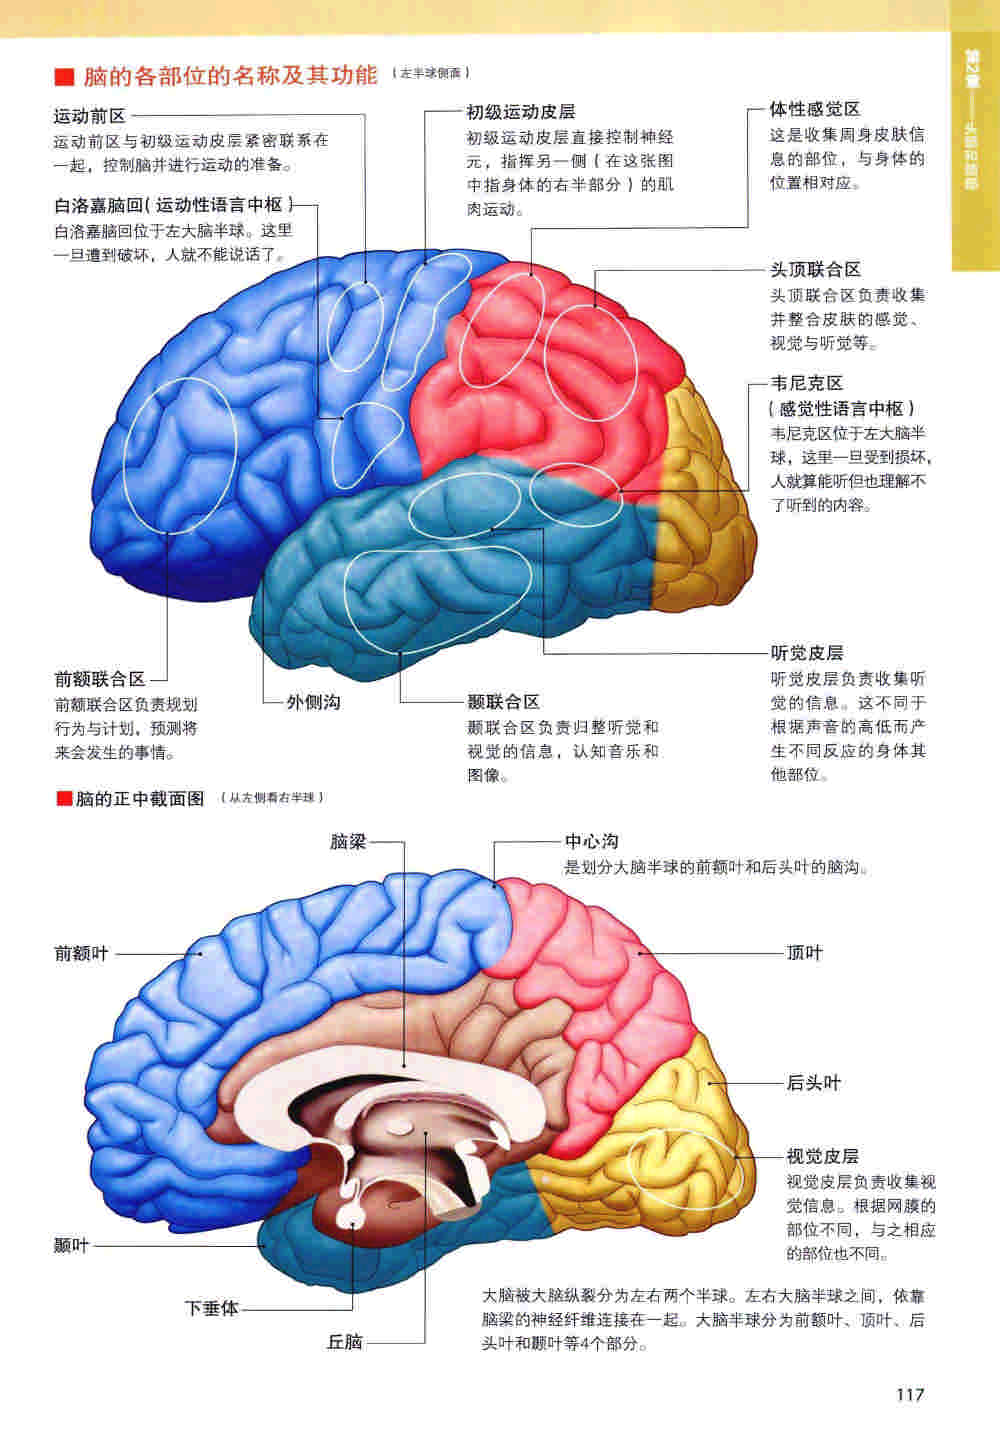 第2章——头部和颈部
■ 脑的各部位的名称及其功能 （左半球侧面）
运动前区
运动前区与初级运动皮层紧密联系在
一起，控制脑并进行运动的准备。
白洛嘉脑回（运动性语言中枢）
白洛嘉脑回位于左大脑半球。这里
一旦遭到破坏，人就不能说话了。
初级运动皮层
初级运动皮层直接控制神经
元，指挥另一侧（在这张图
中指身体的右半部分）的肌
肉运动。
体性感觉区
这是收集周身皮肤信
息的部位，与身体的
位置相对应。
头顶联合区
头顶联合区负责收集
并整合皮肤的感觉、
视觉与听觉等。
韦尼克区
（感觉性语言中枢）
韦尼克区位于左大脑半
球，这里一旦受到损坏，
人就算能听但也理解不
了听到的内容。
前额联合区
前额联合区负责规划
行为与计划，预测将
来会发生的事情。
外侧沟
颞联合区
颞联合区负责归整听觉和
视觉的信息，认知音乐和
图像。
听觉皮层
听觉皮层负责收集听
觉的信息。这不同于
根据声音的高低而产
生不同反应的身体其
他部位。
■脑的正中截面图 （从左侧看右半球）
脑梁
中心沟
是划分大脑半球的前额叶和后头叶的脑沟。
前额叶
顶叶
后头叶
视觉皮层
视觉皮层负责收集视
觉信息。根据网膜的
部位不同，与之相应
的部位也不同。
颞叶
下垂体
丘脑
大脑被大脑纵裂分为左右两个半球。左右大脑半球之间，依靠
脑梁的神经纤维连接在一起。大脑半球分为前额叶、顶叶、后
头叶和颞叶等4个部分。
117